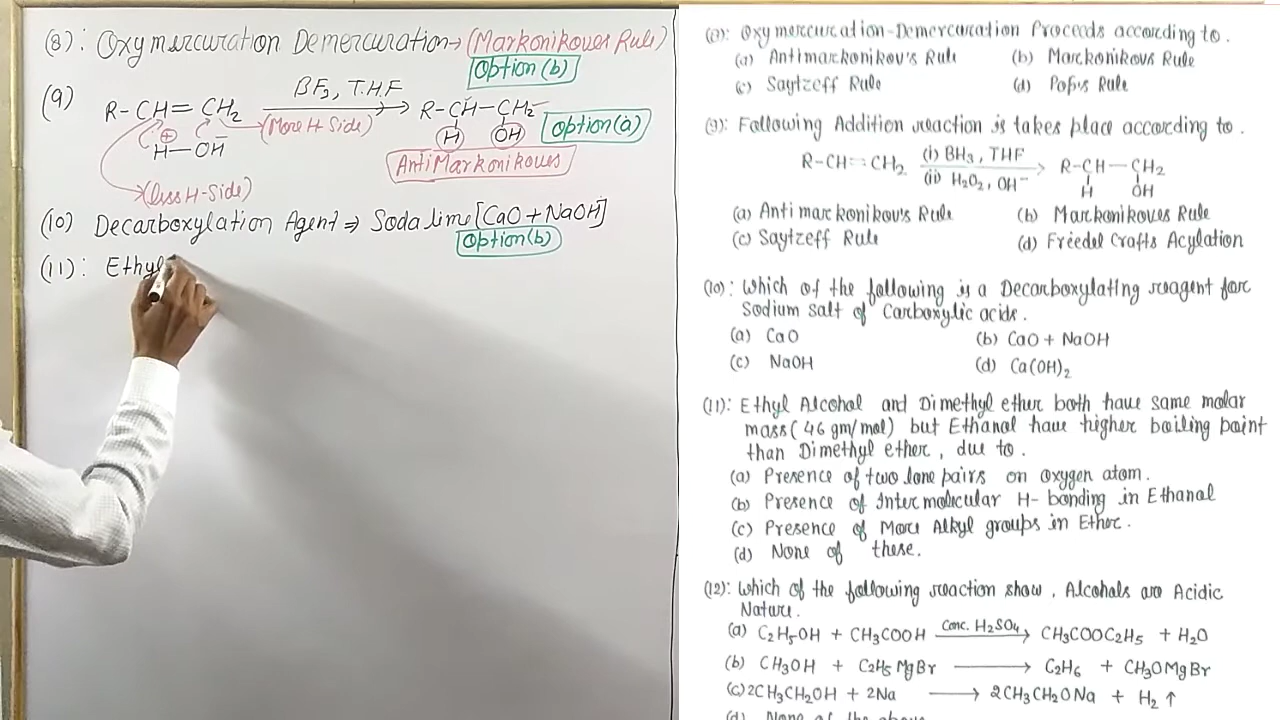 (8): Oxymercuration Demercuration → (Markonikoves Rule)
Option (b)
(9) R-CH = CH2 BF3, T.H.F R-CH-CH2
H OH
⊕
H-OH
(More H Side)
Option (a)
AntiMarkonikoves
(less H-Side)
(10) Decarboxylation Agent ⇒ Sodalime [CaO + NaOH]
Option (b)
(11): Ethyl
(8): Oxymercuration-Demercuration Proceeds according to.
(a) Antimarkonikov's Rule (b) Markonikovs Rule
(c) Saytzeff Rule (d) Pop's Rule
(9): Following Addition reaction is takes place according to.
R-CH=CH2 (i) BH3, THF (ii) H2O2, OH⁻ → R-CH-CH2
H OH
(a) Anti markonikov's Rule (b) Markonikoves Rule
(c) Saytzeff Rule (d) Friedel Crafts Acylation
(10): Which of the following is a Decarboxylating reagent for
Sodium salt of Carboxylic acids.
(a) CaO (b) CaO + NaOH
(c) NaOH (d) Ca(OH)2
(11): Ethyl Alcohol and Dimethyl ether both have same molar
mass (46 gm/mol) but Ethanol have higher boiling point
than Dimethyl ether, due to.
(a) Presence of two lone pairs on Oxygen atom.
(b) Presence of Intermolecular H-bonding in Ethanol
(c) Presence of More Alkyl groups in Ether.
(d) None of these.
(12): Which of the following reaction show, Alcohols are Acidic
Nature.
(a) C2H5OH + CH3COOH Conc. H2SO4 → CH3COOC2H5 + H2O
(b) CH3OH + C2H5MgBr → C2H6 + CH3OMgBr
(c) 2CH3CH2OH + 2Na → 2CH3CH2ONa + H2 ↑
(d) None of the above